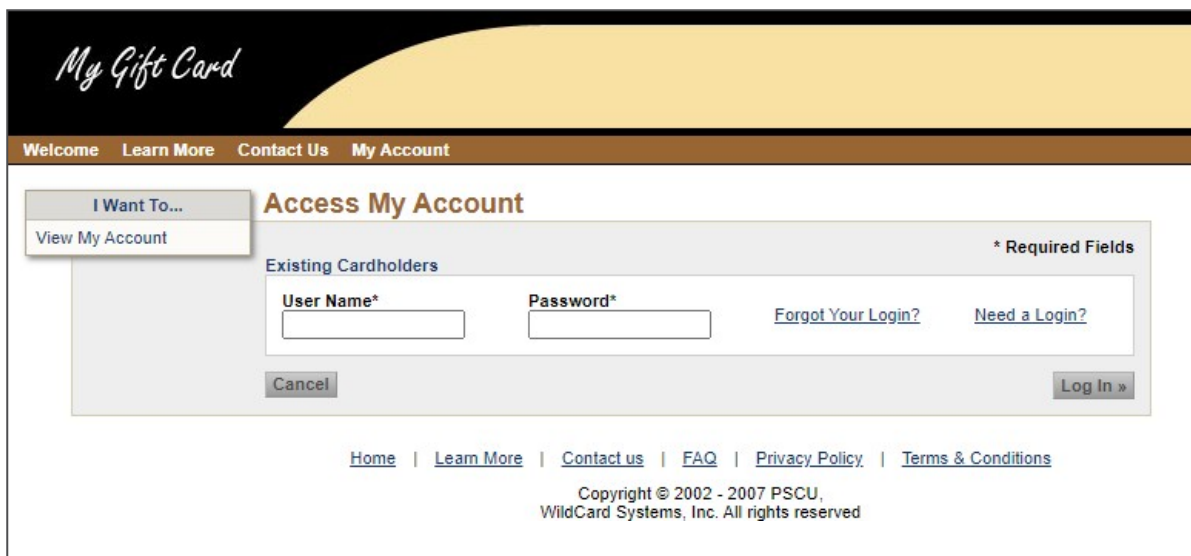 My Gift Card
Welcome Learn More Contact Us My Account
I Want To...
View My Account
Access My Account
* Required Fields
Existing Cardholders
User Name* Password*
Forgot Your Login? Need a Login?
Cancel Log In »
Home | Learn More | Contact us | FAQ | Privacy Policy | Terms & Conditions
Copyright © 2002 - 2007 PSCU,
WildCard Systems, Inc. All rights reserved